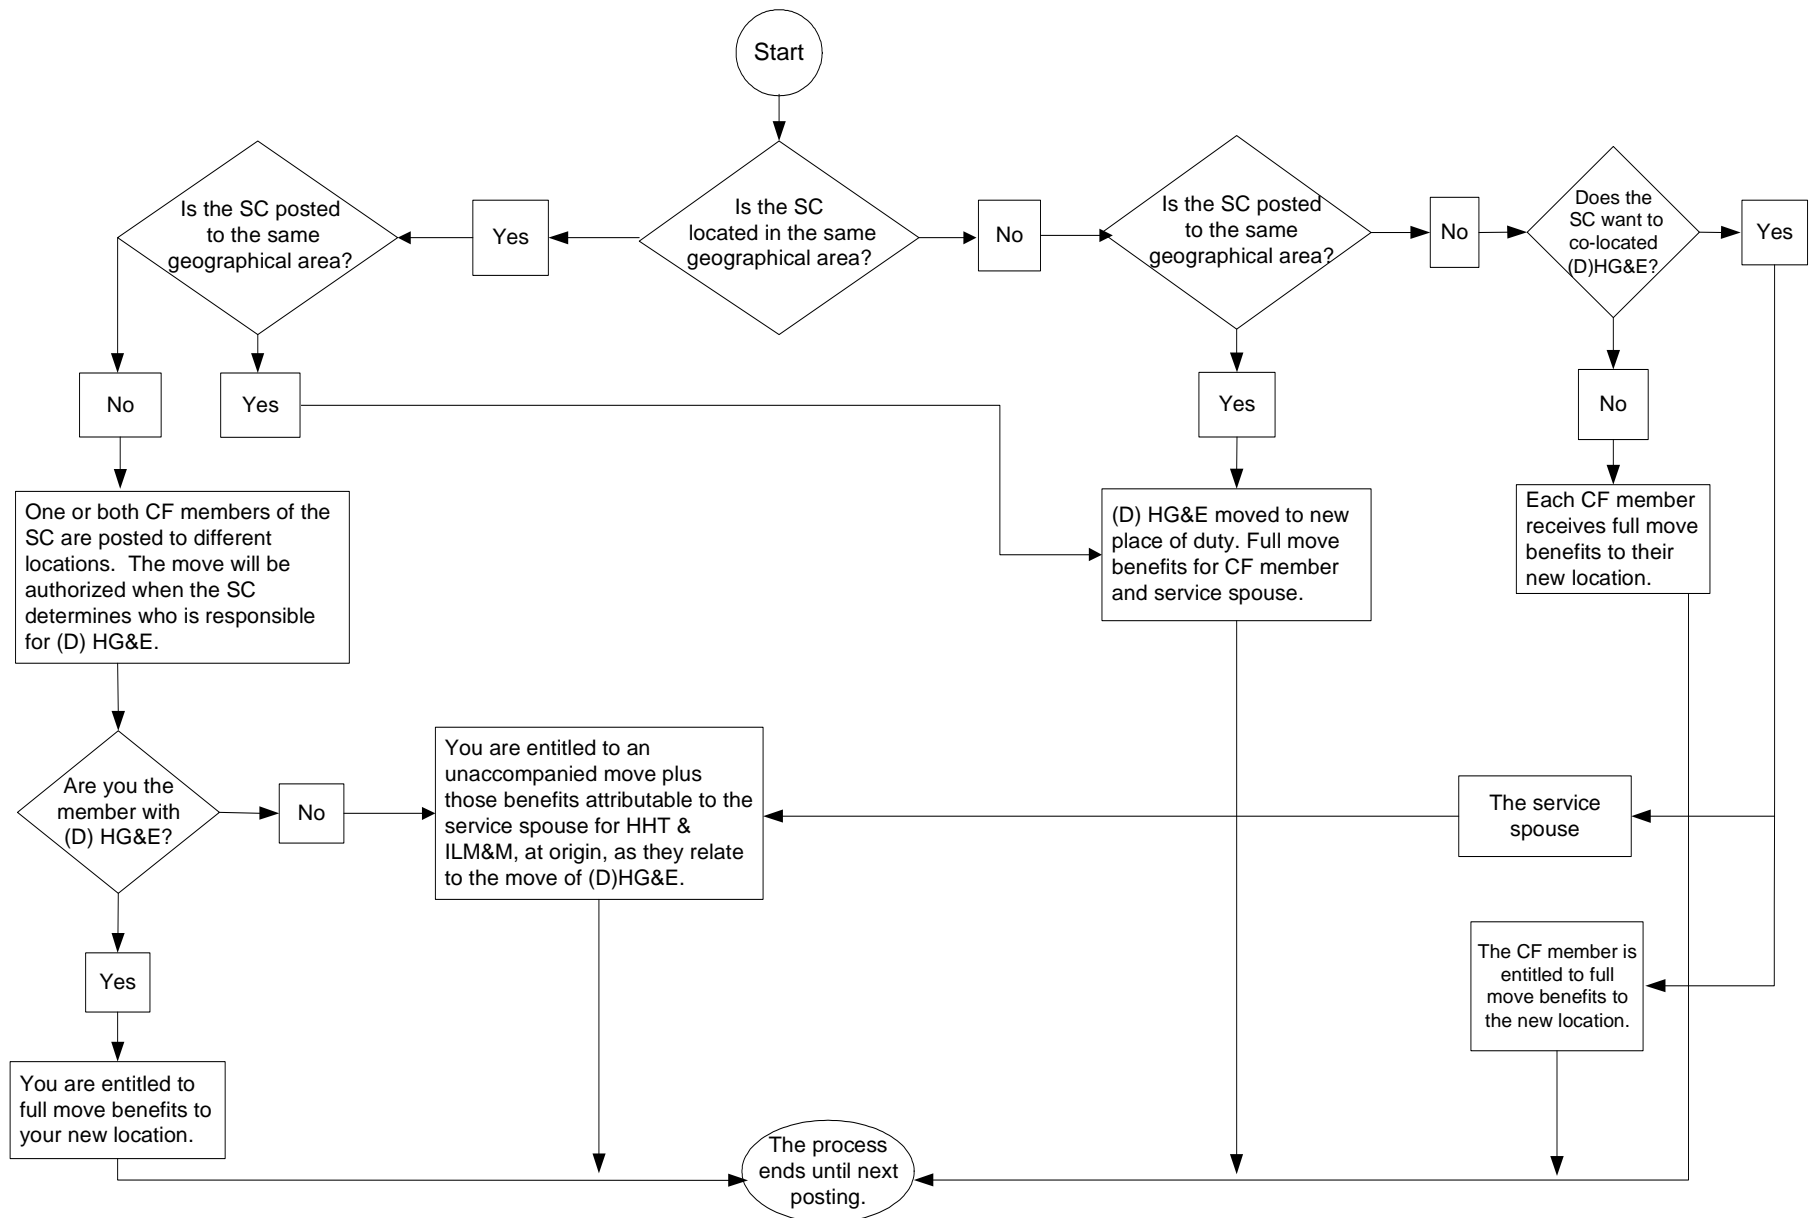 Start
Is the SC posted
to the same
geographical area?
Yes
Is the SC
located in the same
geographical area?
No
Is the SC posted
to the same
geographical area?
No
Does the
SC want to
co-located
(D)HG&E?
Yes
No
Yes
Yes
No
One or both CF members of the
SC are posted to different
locations.  The move will be
authorized when the SC
determines who is responsible
for (D) HG&E.
(D) HG&E moved to new
place of duty. Full move
benefits for CF member
and service spouse.
Each CF member
receives full move
benefits to their
new location.
Are you the
member with
(D) HG&E?
No
You are entitled to an
unaccompanied move plus
those benefits attributable to the
service spouse for HHT &
ILM&M, at origin, as they relate
to the move of (D)HG&E.
The service
spouse
Yes
The CF member is
entitled to full
move benefits to
the new location.
You are entitled to
full move benefits to
your new location.
The process
ends until next
posting.